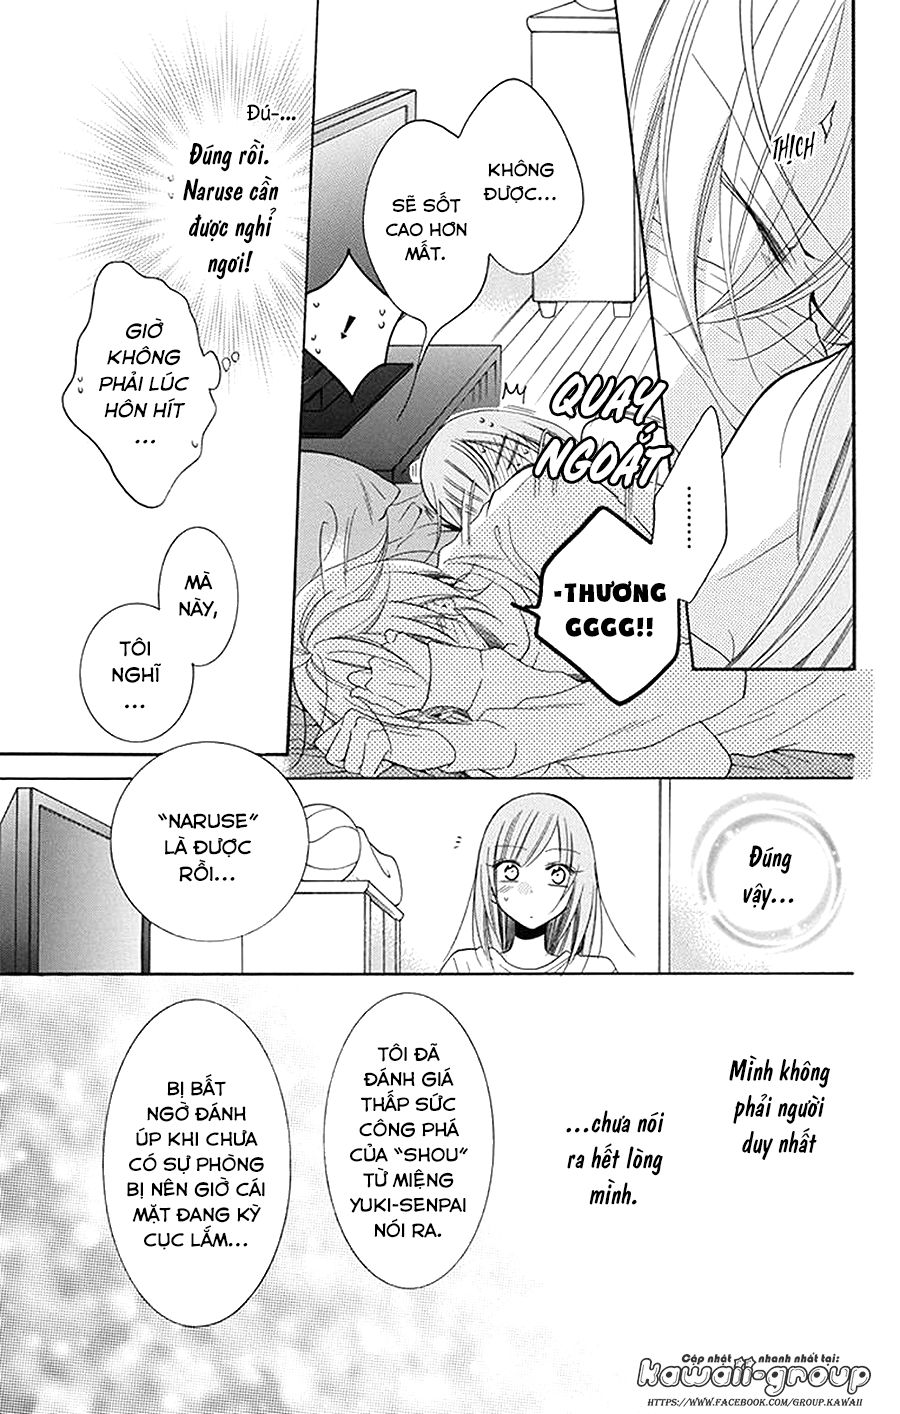 THỊCH
.........
-THƯƠNG
GGGG!!
QUAY
NGOẮT
KHÔNG
ĐƯỢC...
SẼ SỐT
CAO HƠN
MẤT.
!
Đú-...
Đúng rồi.
Naruse cần
được nghỉ
ngơi!
GIỜ
KHÔNG
PHẢI LÚC
HÔN HÍT
...
MÀ
NÀY,
TÔI
NGHĨ
...
Đúng
vậy...
"NARUSE"
LÀ ĐƯỢC
RỒI...
Mình không
phải người
duy nhất
...chưa nói
ra hết lòng
mình.
TÔI ĐÃ
ĐÁNH GIÁ
THẤP SỨC
CÔNG PHÁ
CỦA "SHOU"
TỪ MIỆNG
YUKI-SENPAI
NÓI RA.
BỊ BẤT
NGỜ ĐÁNH
ÚP KHI CHƯA
CÓ SỰ PHÒNG
BỊ NÊN GIỜ CÁI
MẶT ĐANG KỲ
CỤC LẮM...
Cập nhật nhanh nhất tại:
kawaii-group
HTTPS://WWW.FACEBOOK.COM/GROUP.KAWAII